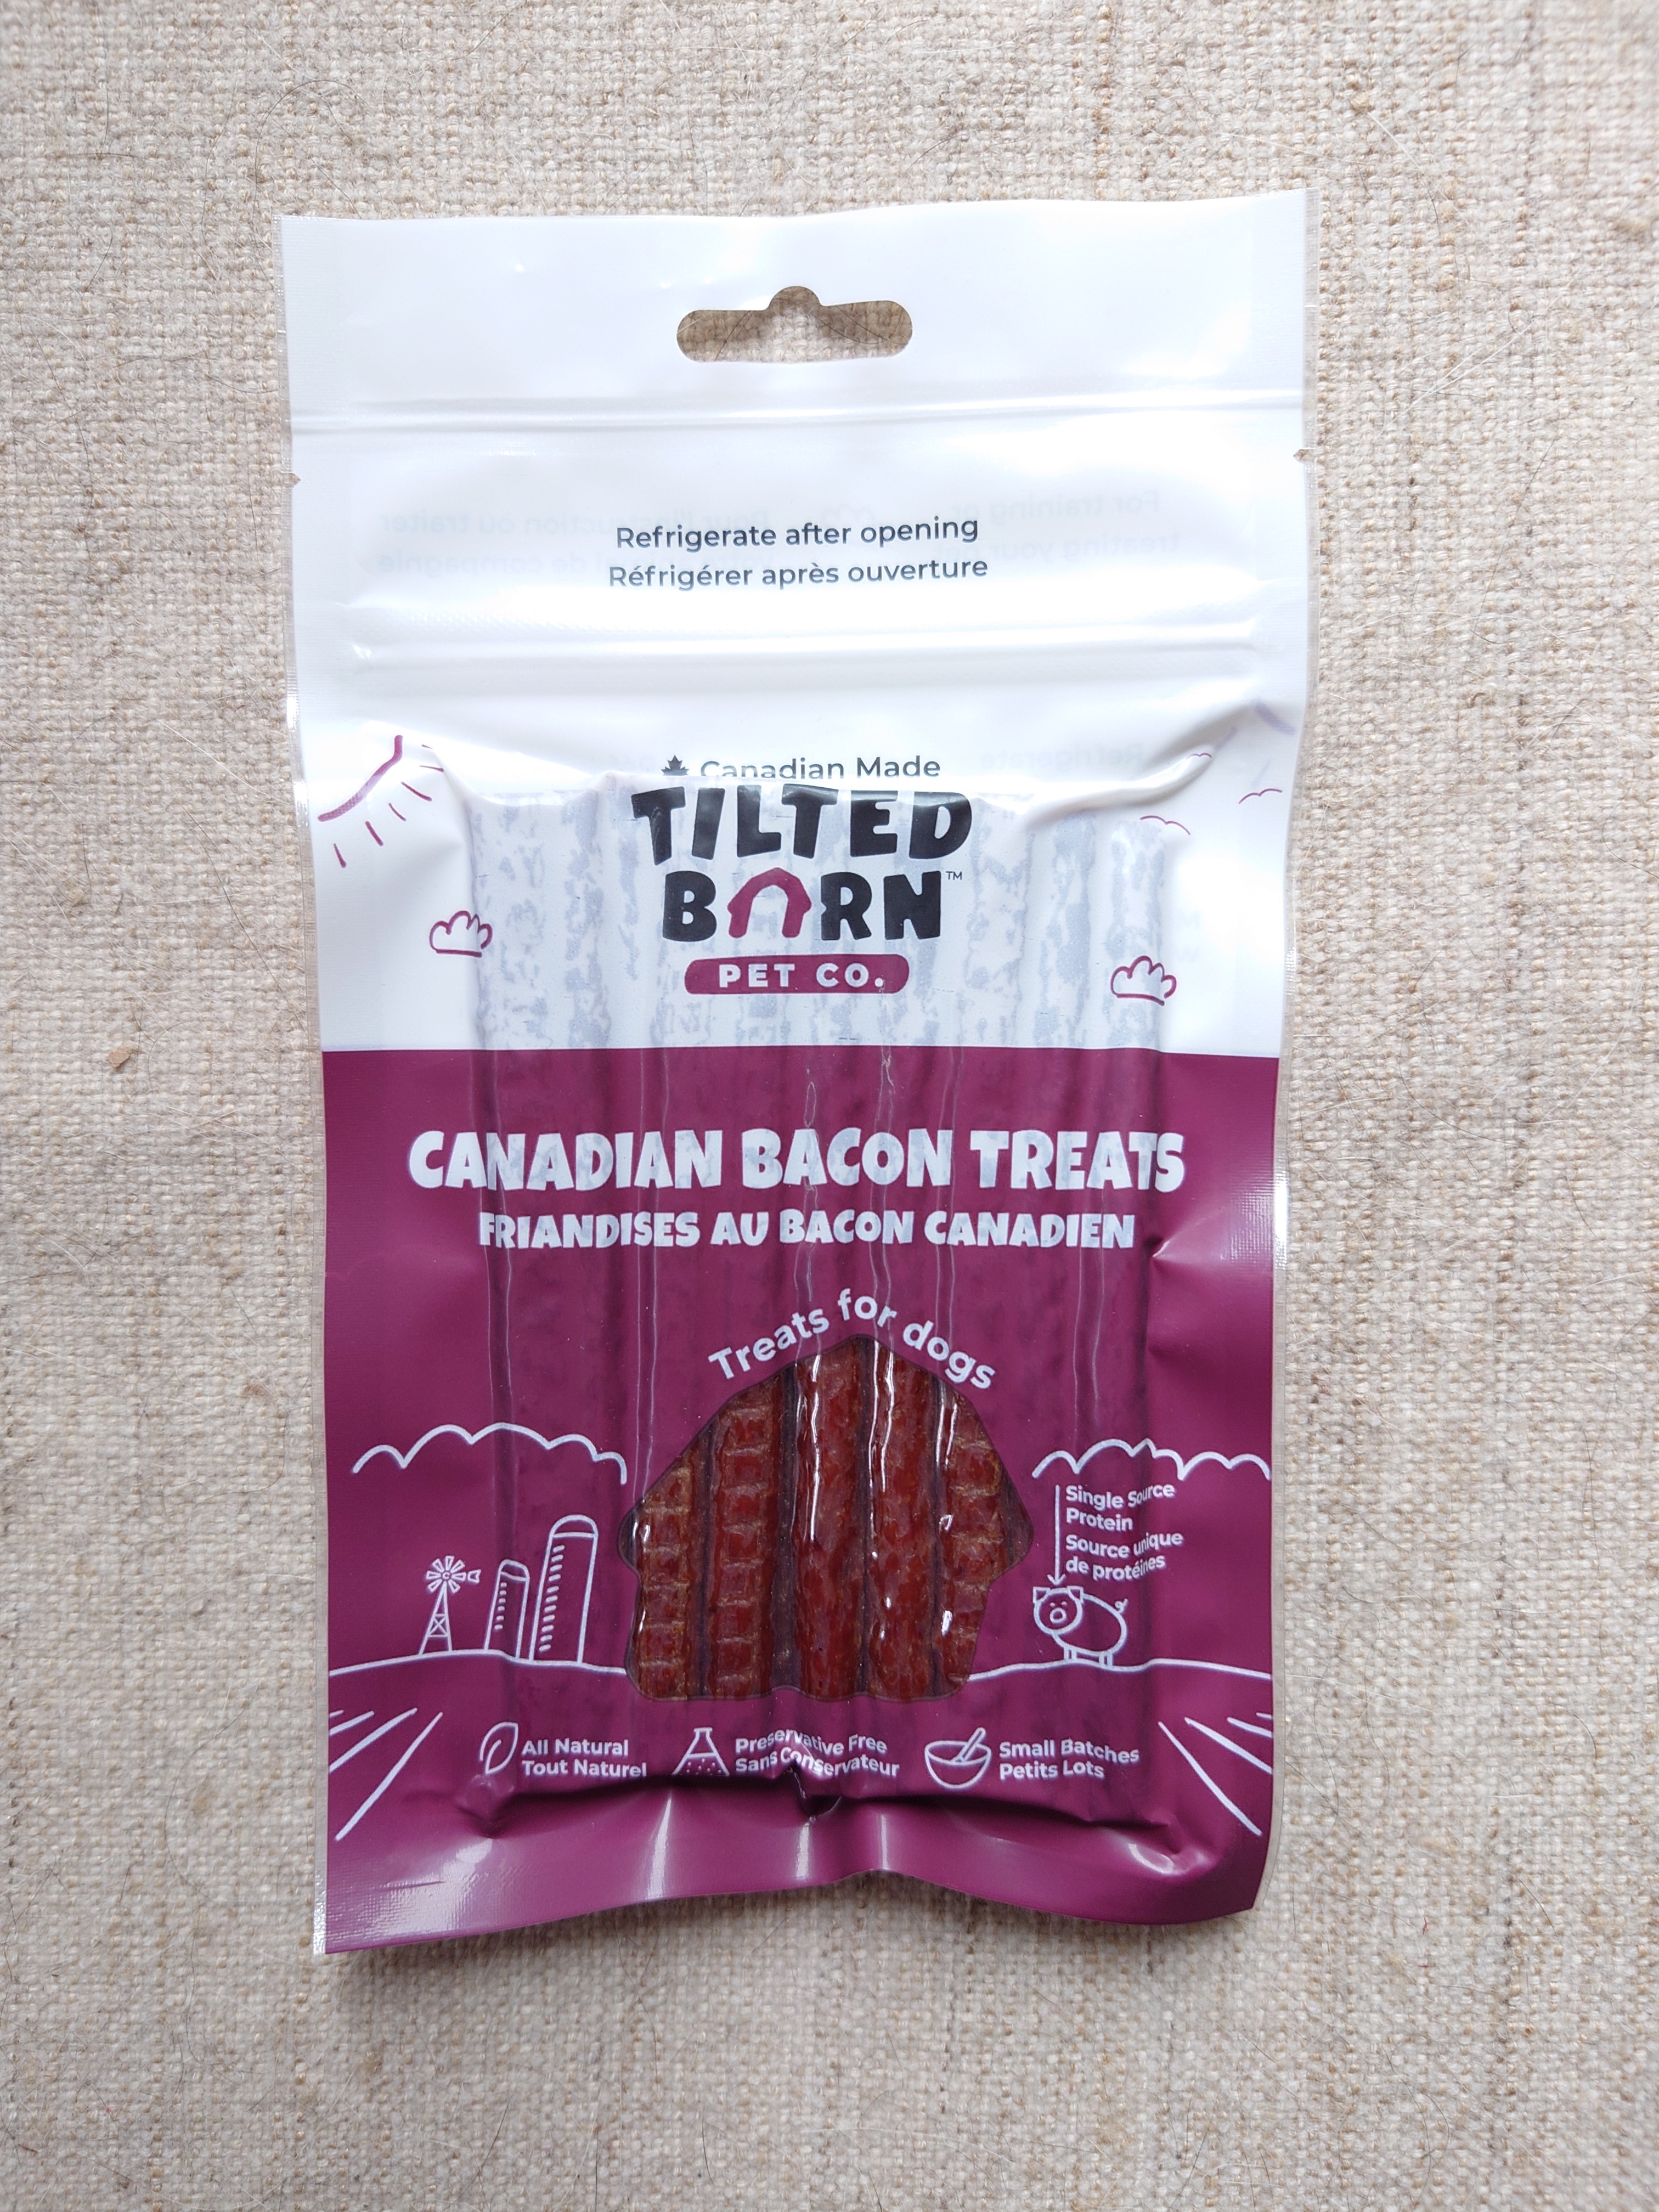 Refrigerate after opening
Réfrigérer après ouverture
Canadian Made
TILTED
BARN™
PET CO.
CANADIAN BACON TREATS
FRIANDISES AU BACON CANADIEN
Treats for dogs
Single Source
Protein
Source unique
de protéines
All Natural
Tout Naturel
Preservative Free
Sans Conservateur
Small Batches
Petits Lots